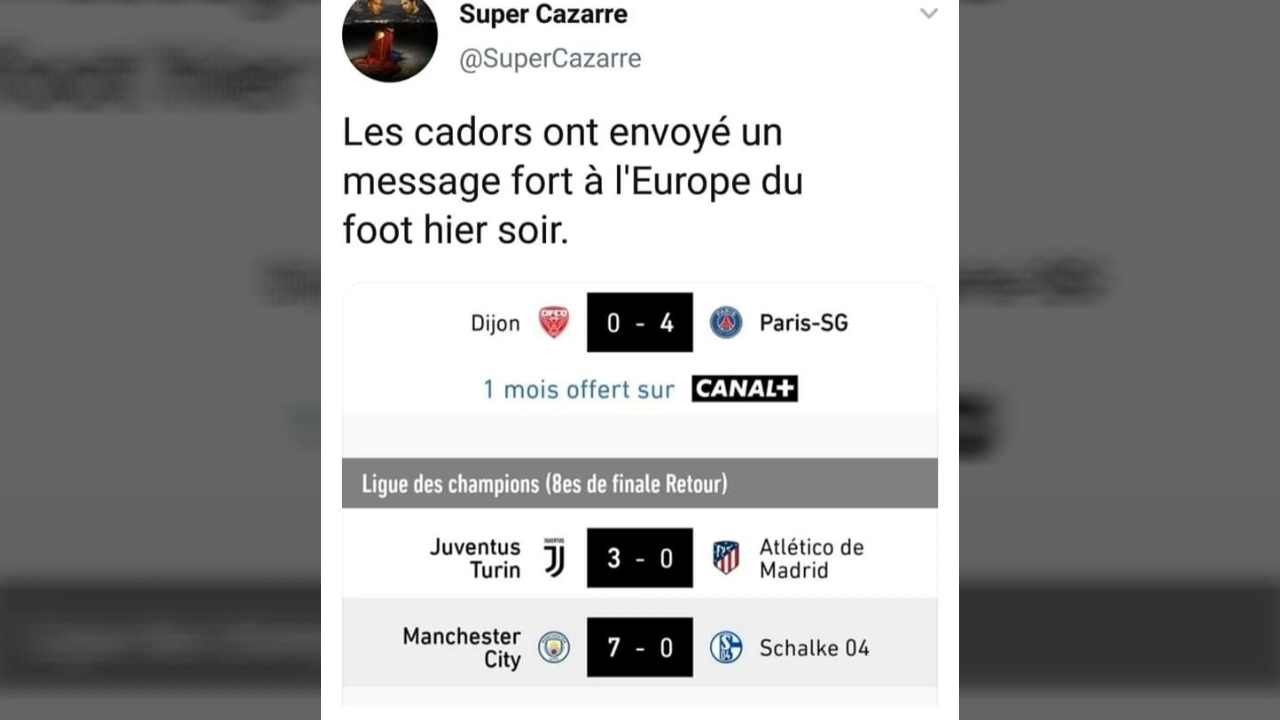 Super Cazarre
@SuperCazarre
Les cadors ont envoyé un
message fort à l'Europe du
foot hier soir.
Dijon 0 - 4 Paris-SG
1 mois offert sur CANAL+
Ligue des champions (8es de finale Retour)
Juventus
Turin
3 - 0
Atlético de
Madrid
Manchester
City
7 - 0
Schalke 04